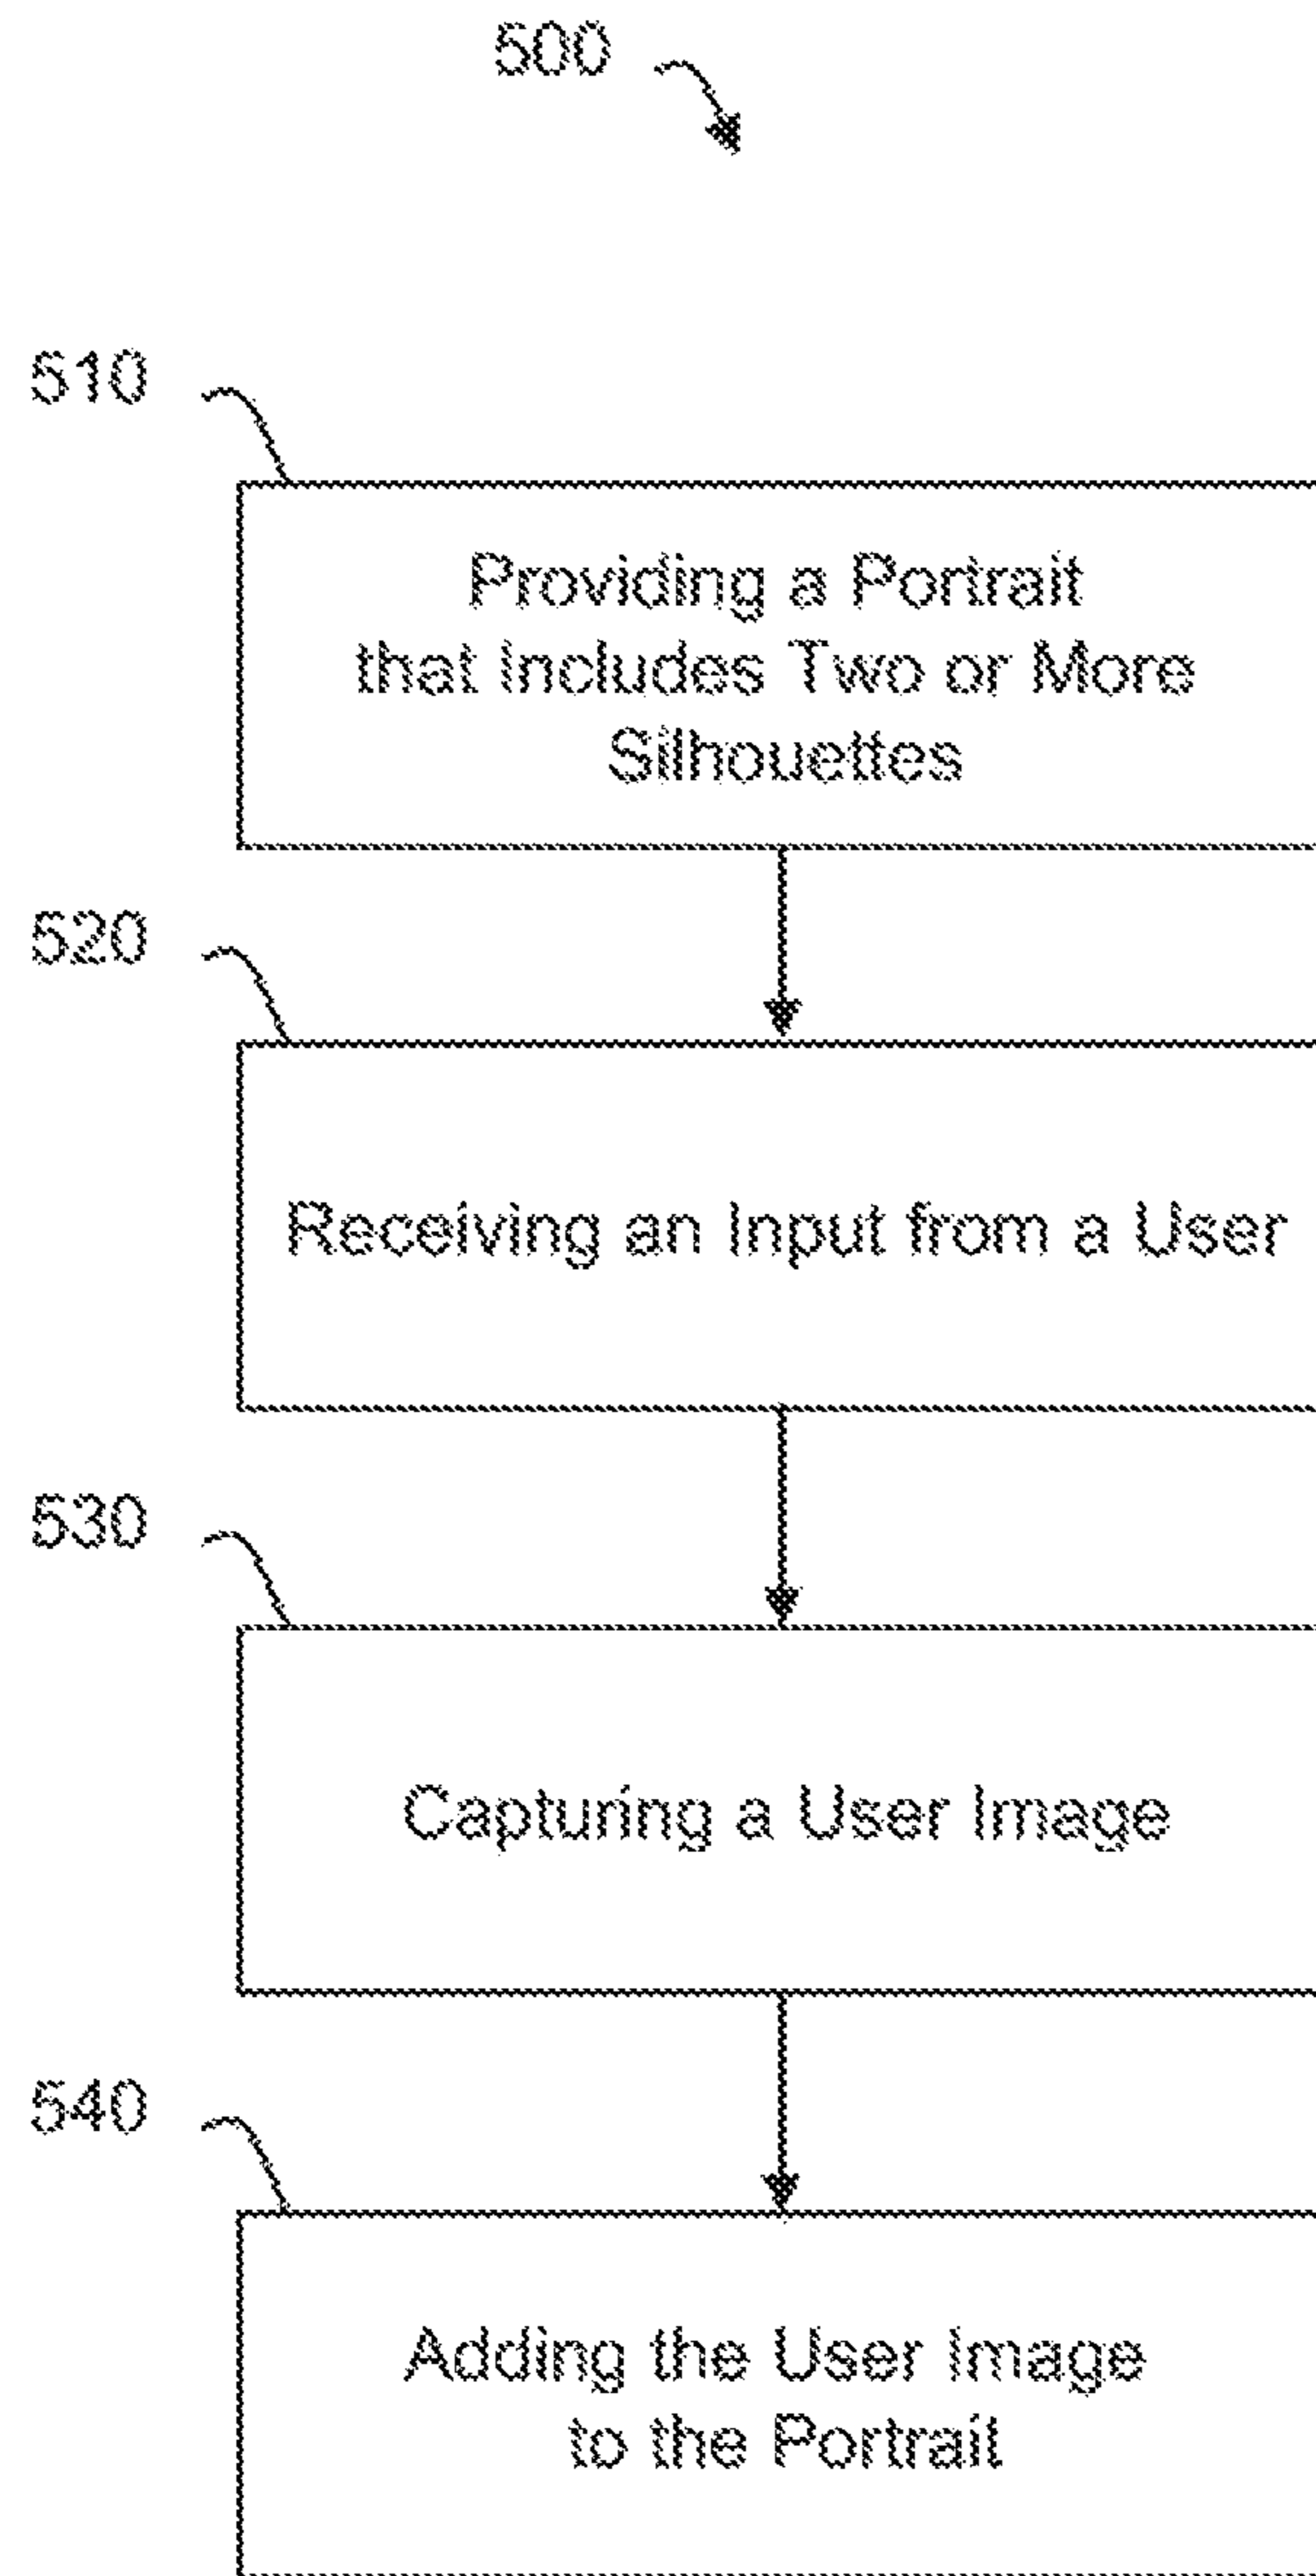 500
510
Providing a Portrait
that Includes Two or More
Silhouettes
520
Receiving an Input from a User
530
Capturing a User Image
540
Adding the User Image
to the Portrait